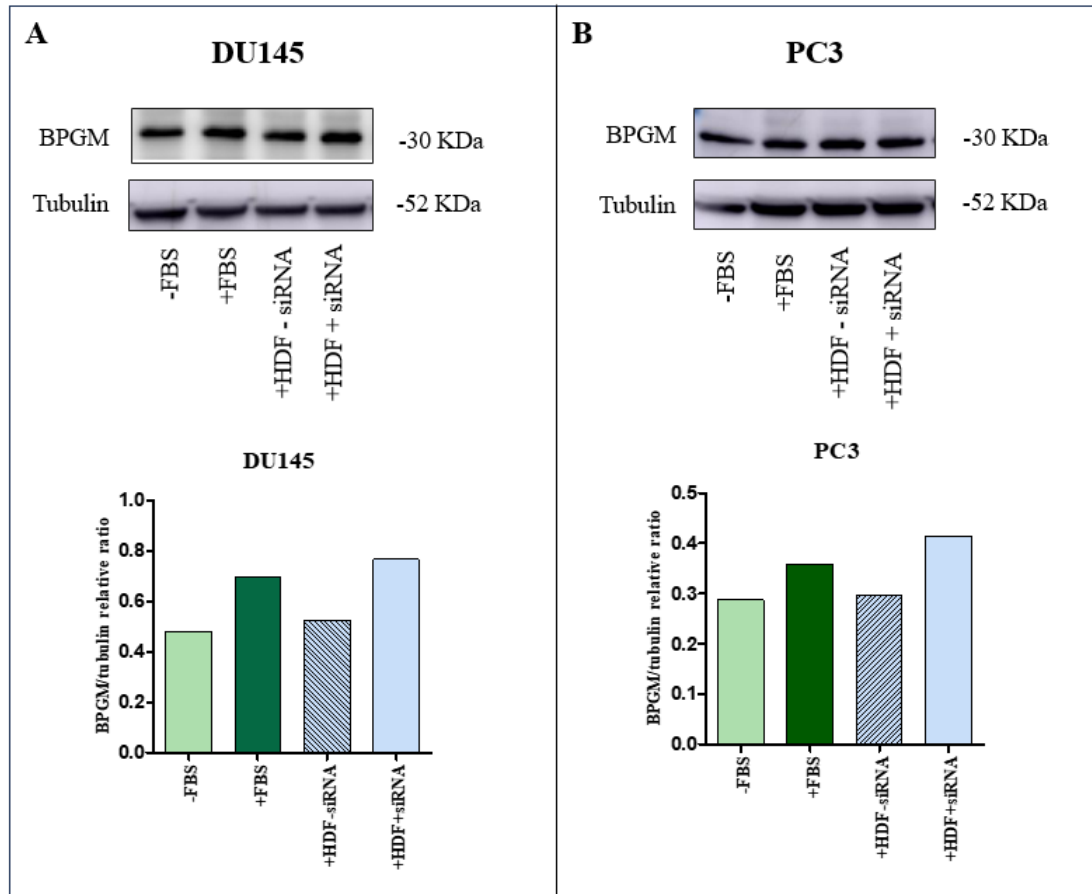 A
DU145
BPGM
-30 KDa
Tubulin
-52 KDa
-FBS
+FBS
+HDF - siRNA
+HDF + siRNA
DU145
BPGM/tubulin relative ratio
1.0
0.8
0.6
0.4
0.2
0.0
-FBS
+FBS
+HDF-siRNA
+HDF+siRNA
B
PC3
BPGM
-30 KDa
Tubulin
-52 KDa
-FBS
+FBS
+HDF - siRNA
+HDF + siRNA
PC3
BPGM/tubulin relative ratio
0.5
0.4
0.3
0.2
0.1
0.0
-FBS
+FBS
+HDF-siRNA
+HDF+siRNA